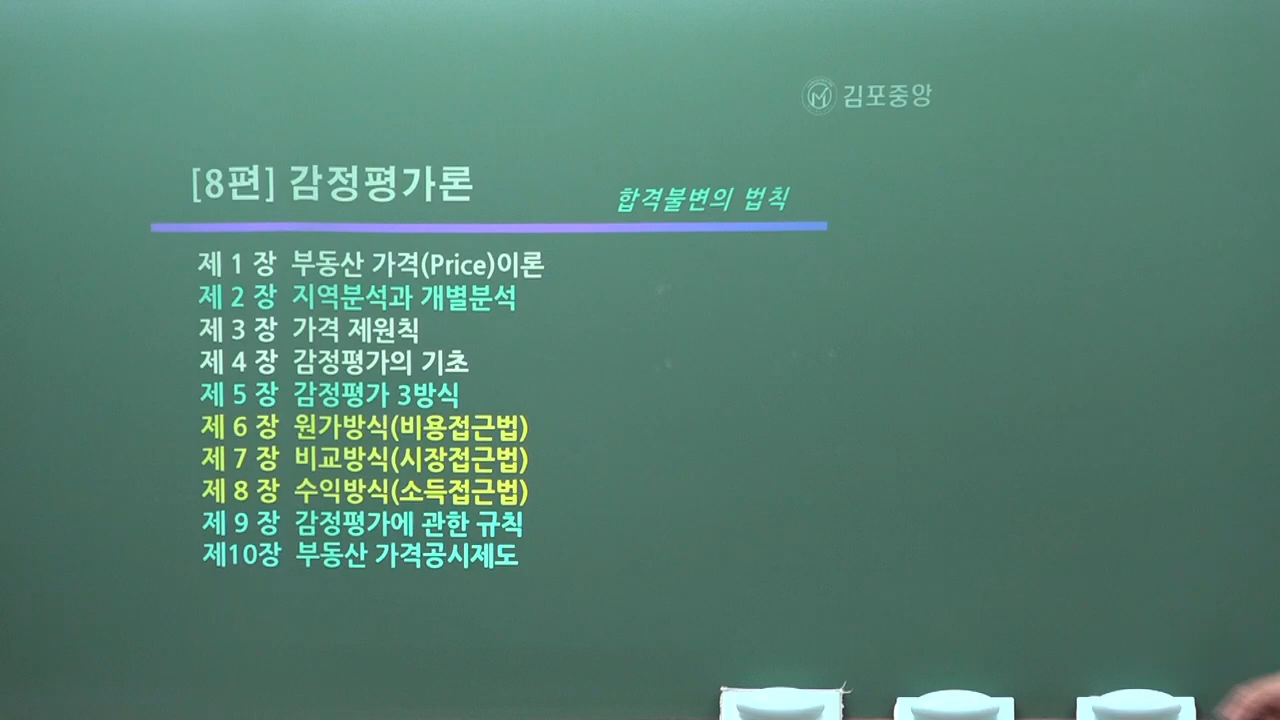 김포중앙
[8편] 감정평가론
합격불변의 법칙
제 1 장 부동산 가격(Price)이론
제 2 장 지역분석과 개별분석
제 3 장 가격 제원칙
제 4 장 감정평가의 기초
제 5 장 감정평가 3방식
제 6 장 원가방식(비용접근법)
제 7 장 비교방식(시장접근법)
제 8 장 수익방식(소득접근법)
제 9 장 감정평가에 관한 규칙
제10장 부동산 가격공시제도